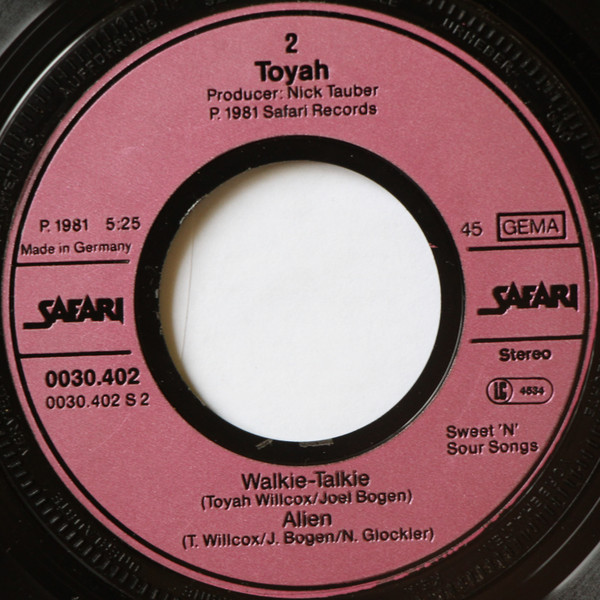 2
Toyah
Producer: Nick Tauber
P. 1981 Safari Records
P. 1981 5:25
Made in Germany
45 GEMA
SAFARI
SAFARI
0030.402
0030.402 S 2
Stereo
LC 4634
Sweet 'N'
Sour Songs
Walkie-Talkie
(Toyah Willcox/Joel Bogen)
Alien
(T. Willcox/J. Bogen/N. Glockler)